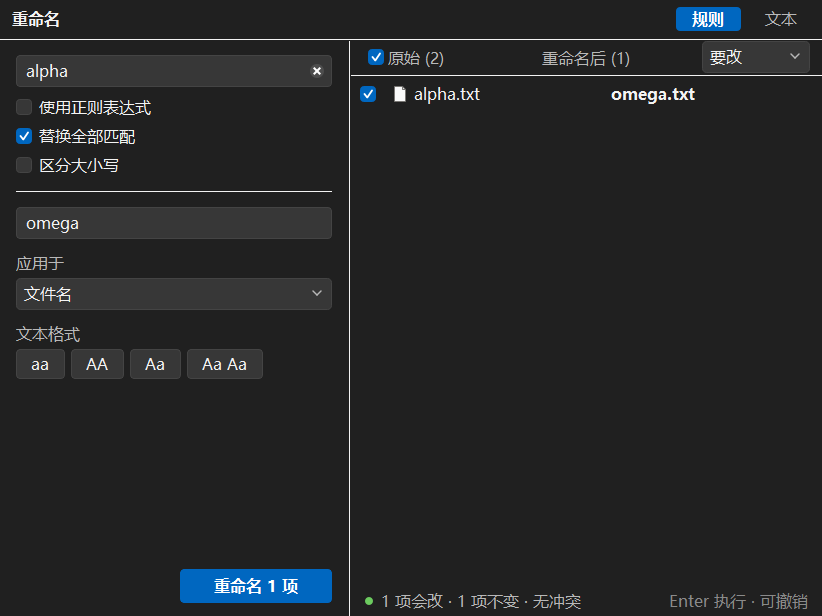 重命名
规则 文本
alpha
使用正则表达式
替换全部匹配
区分大小写
omega
应用于
文件名
文本格式
aa AA Aa Aa Aa
重命名 1 项
原始 (2) 重命名后 (1) 要改
alpha.txt omega.txt
1 项会改 · 1 项不变 · 无冲突 Enter 执行 · 可撤销